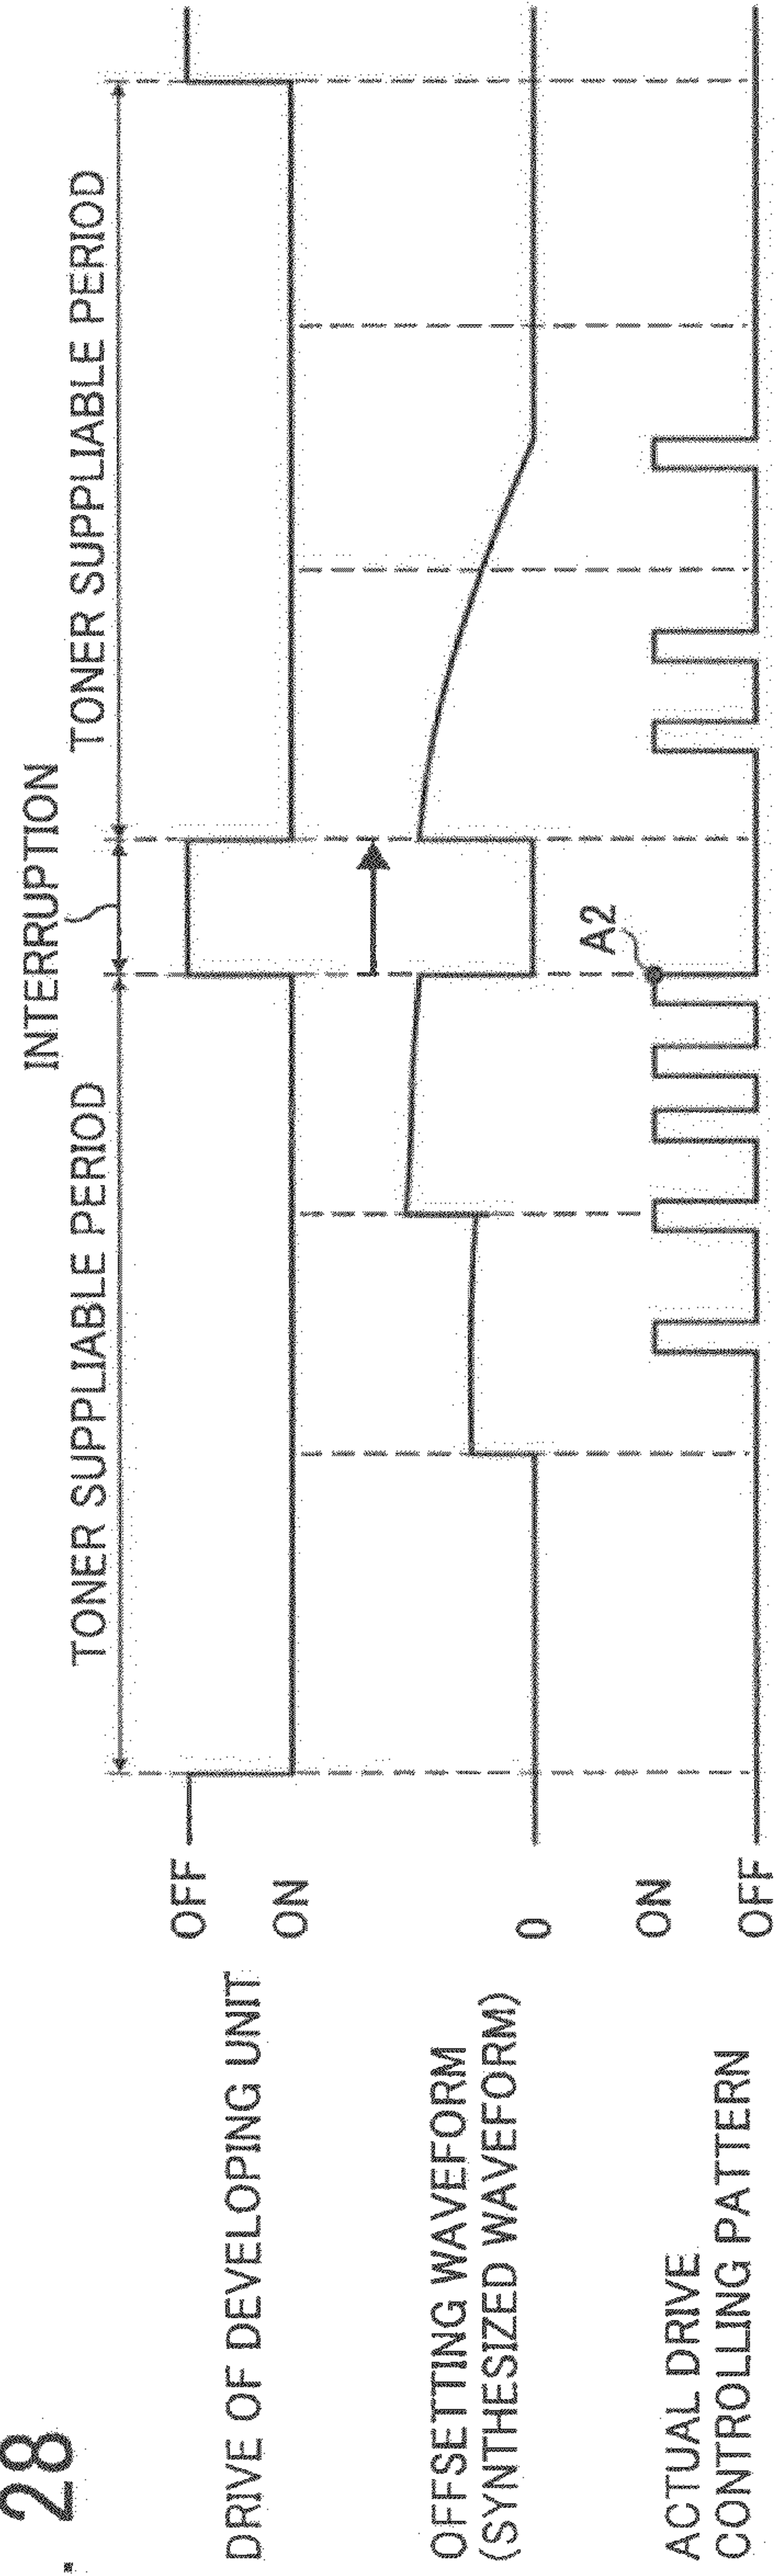 . 28
INTERRUPTION
TONER SUPPLIABLE PERIOD
TONER SUPPLIABLE PERIOD
DRIVE OF DEVELOPING UNIT
OFF
ON
OFFSETTING WAVEFORM
(SYNTHESIZED WAVEFORM)
0
A2
ACTUAL DRIVE
CONTROLLING PATTERN
ON
OFF